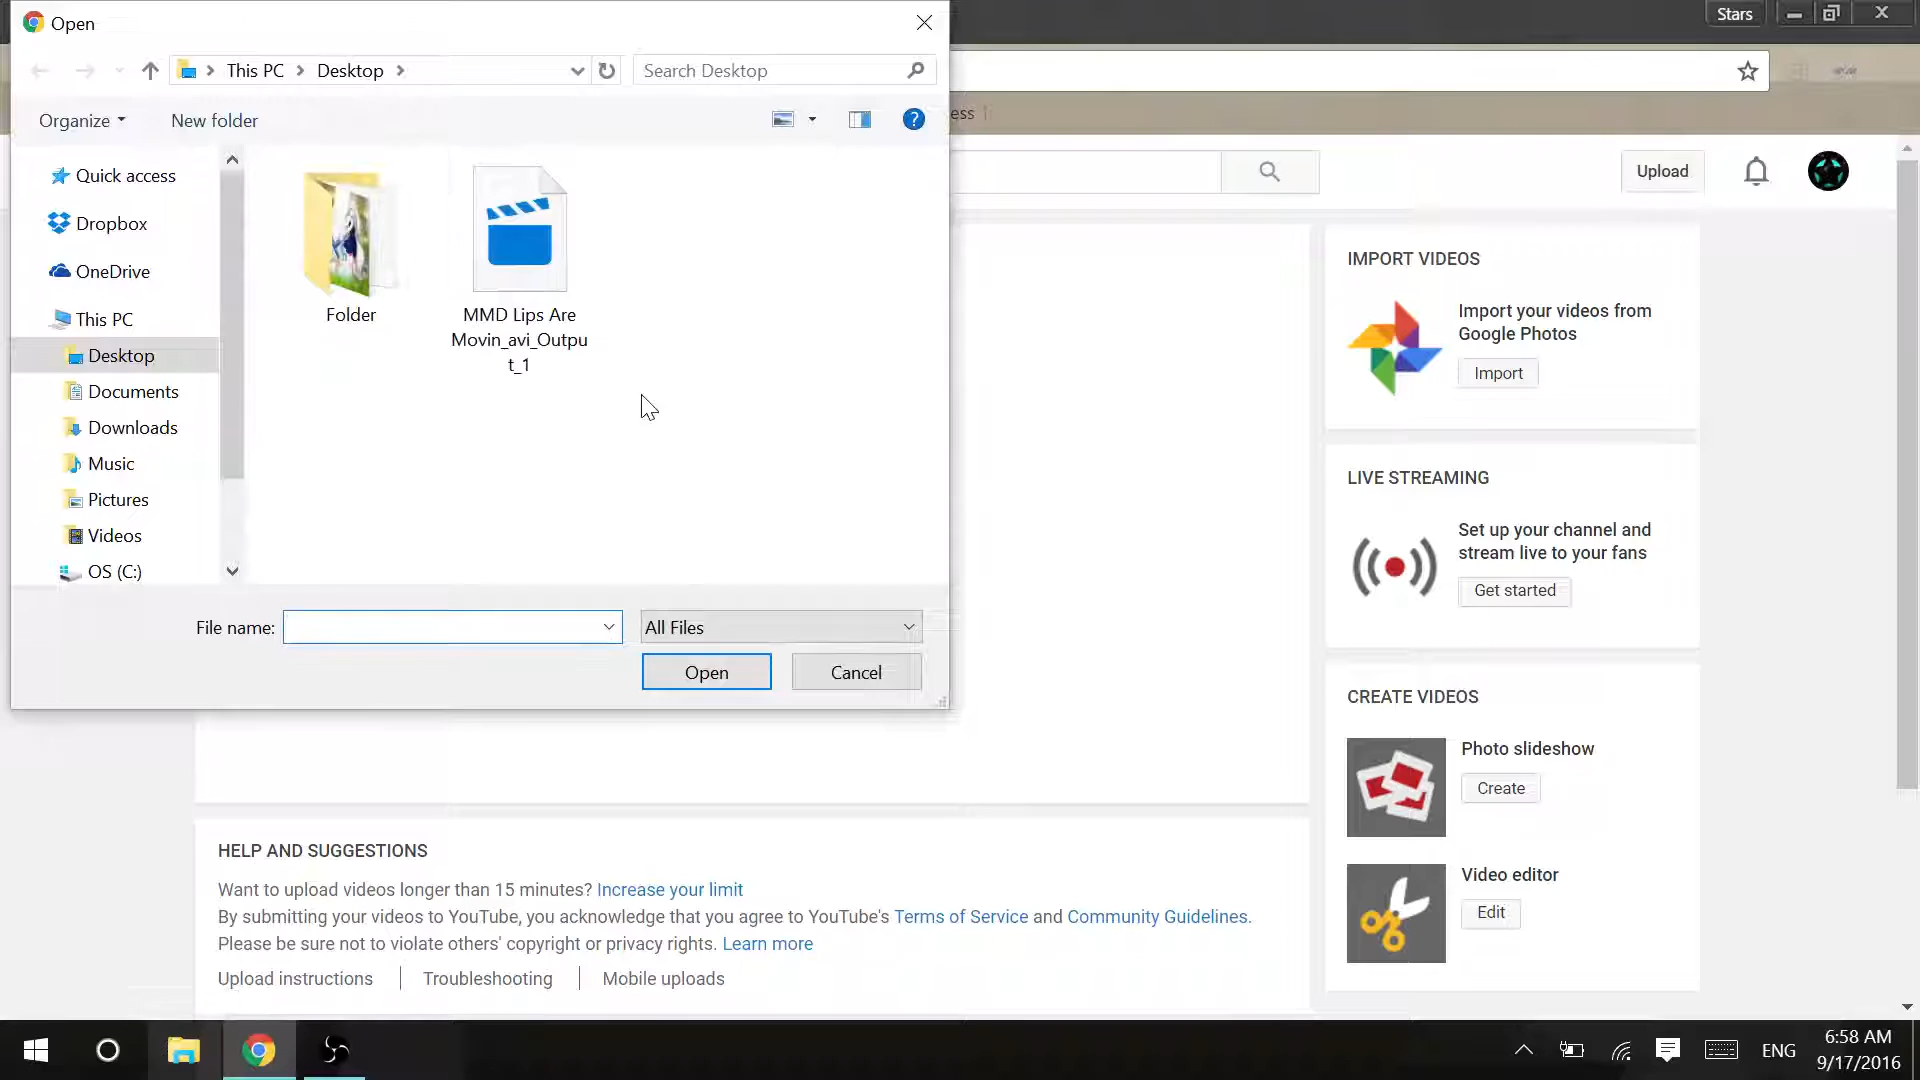 Open
Stars
This PC
Desktop
Search Desktop
Organize
New folder
?
ess
Quick access
Dropbox
OneDrive
This PC
Desktop
Documents
Downloads
Music
Pictures
Videos
OS (C:)
Folder
MMD Lips Are
Movin_avi_Outpu
t_1
File name:
All Files
Open
Cancel
Upload
IMPORT VIDEOS
Import your videos from
Google Photos
Import
LIVE STREAMING
Set up your channel and
stream live to your fans
Get started
CREATE VIDEOS
Photo slideshow
Create
Video editor
Edit
HELP AND SUGGESTIONS
Want to upload videos longer than 15 minutes? Increase your limit
By submitting your videos to YouTube, you acknowledge that you agree to YouTube's Terms of Service and Community Guidelines.
Please be sure not to violate others' copyright or privacy rights. Learn more
Upload instructions
Troubleshooting
Mobile uploads
ENG
6:58 AM
9/17/2016